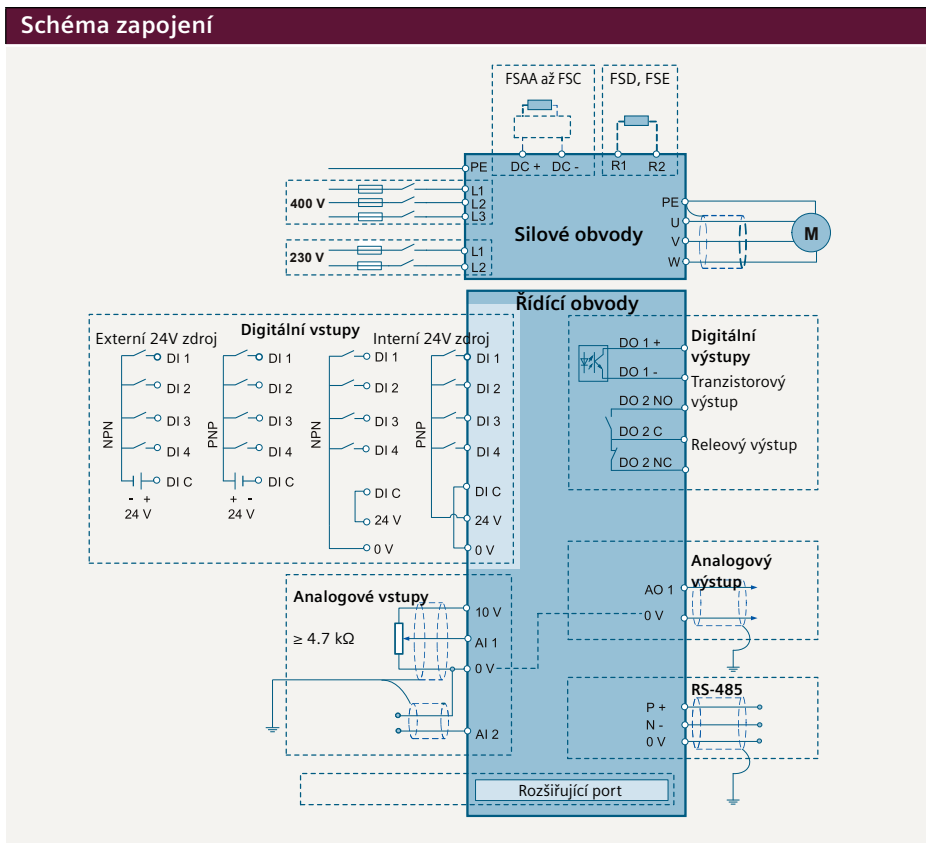 Schéma zapojení
FSAA až FSC
FSD, FSE
PE
DC +
DC -
R1
R2
400 V
L1
L2
L3
230 V
L1
L2
Silové obvody
PE
U
V
W
M
Řídící obvody
Digitální vstupy
Externí 24V zdroj
Interní 24V zdroj
NPN
DI 1
DI 2
DI 3
DI 4
DI C
- +
24 V
PNP
DI 1
DI 2
DI 3
DI 4
DI C
+ -
24 V
NPN
DI 1
DI 2
DI 3
DI 4
DI C
24 V
0 V
PNP
DI 1
DI 2
DI 3
DI 4
DI C
24 V
0 V
Digitální
výstupy
DO 1 +
DO 1 -
Tranzistorový
výstup
DO 2 NO
DO 2 C
DO 2 NC
Releový výstup
Analogové vstupy
≥ 4.7 kΩ
10 V
AI 1
0 V
AI 2
Analogový
výstup
AO 1
0 V
RS-485
P +
N -
0 V
Rozšiřující port